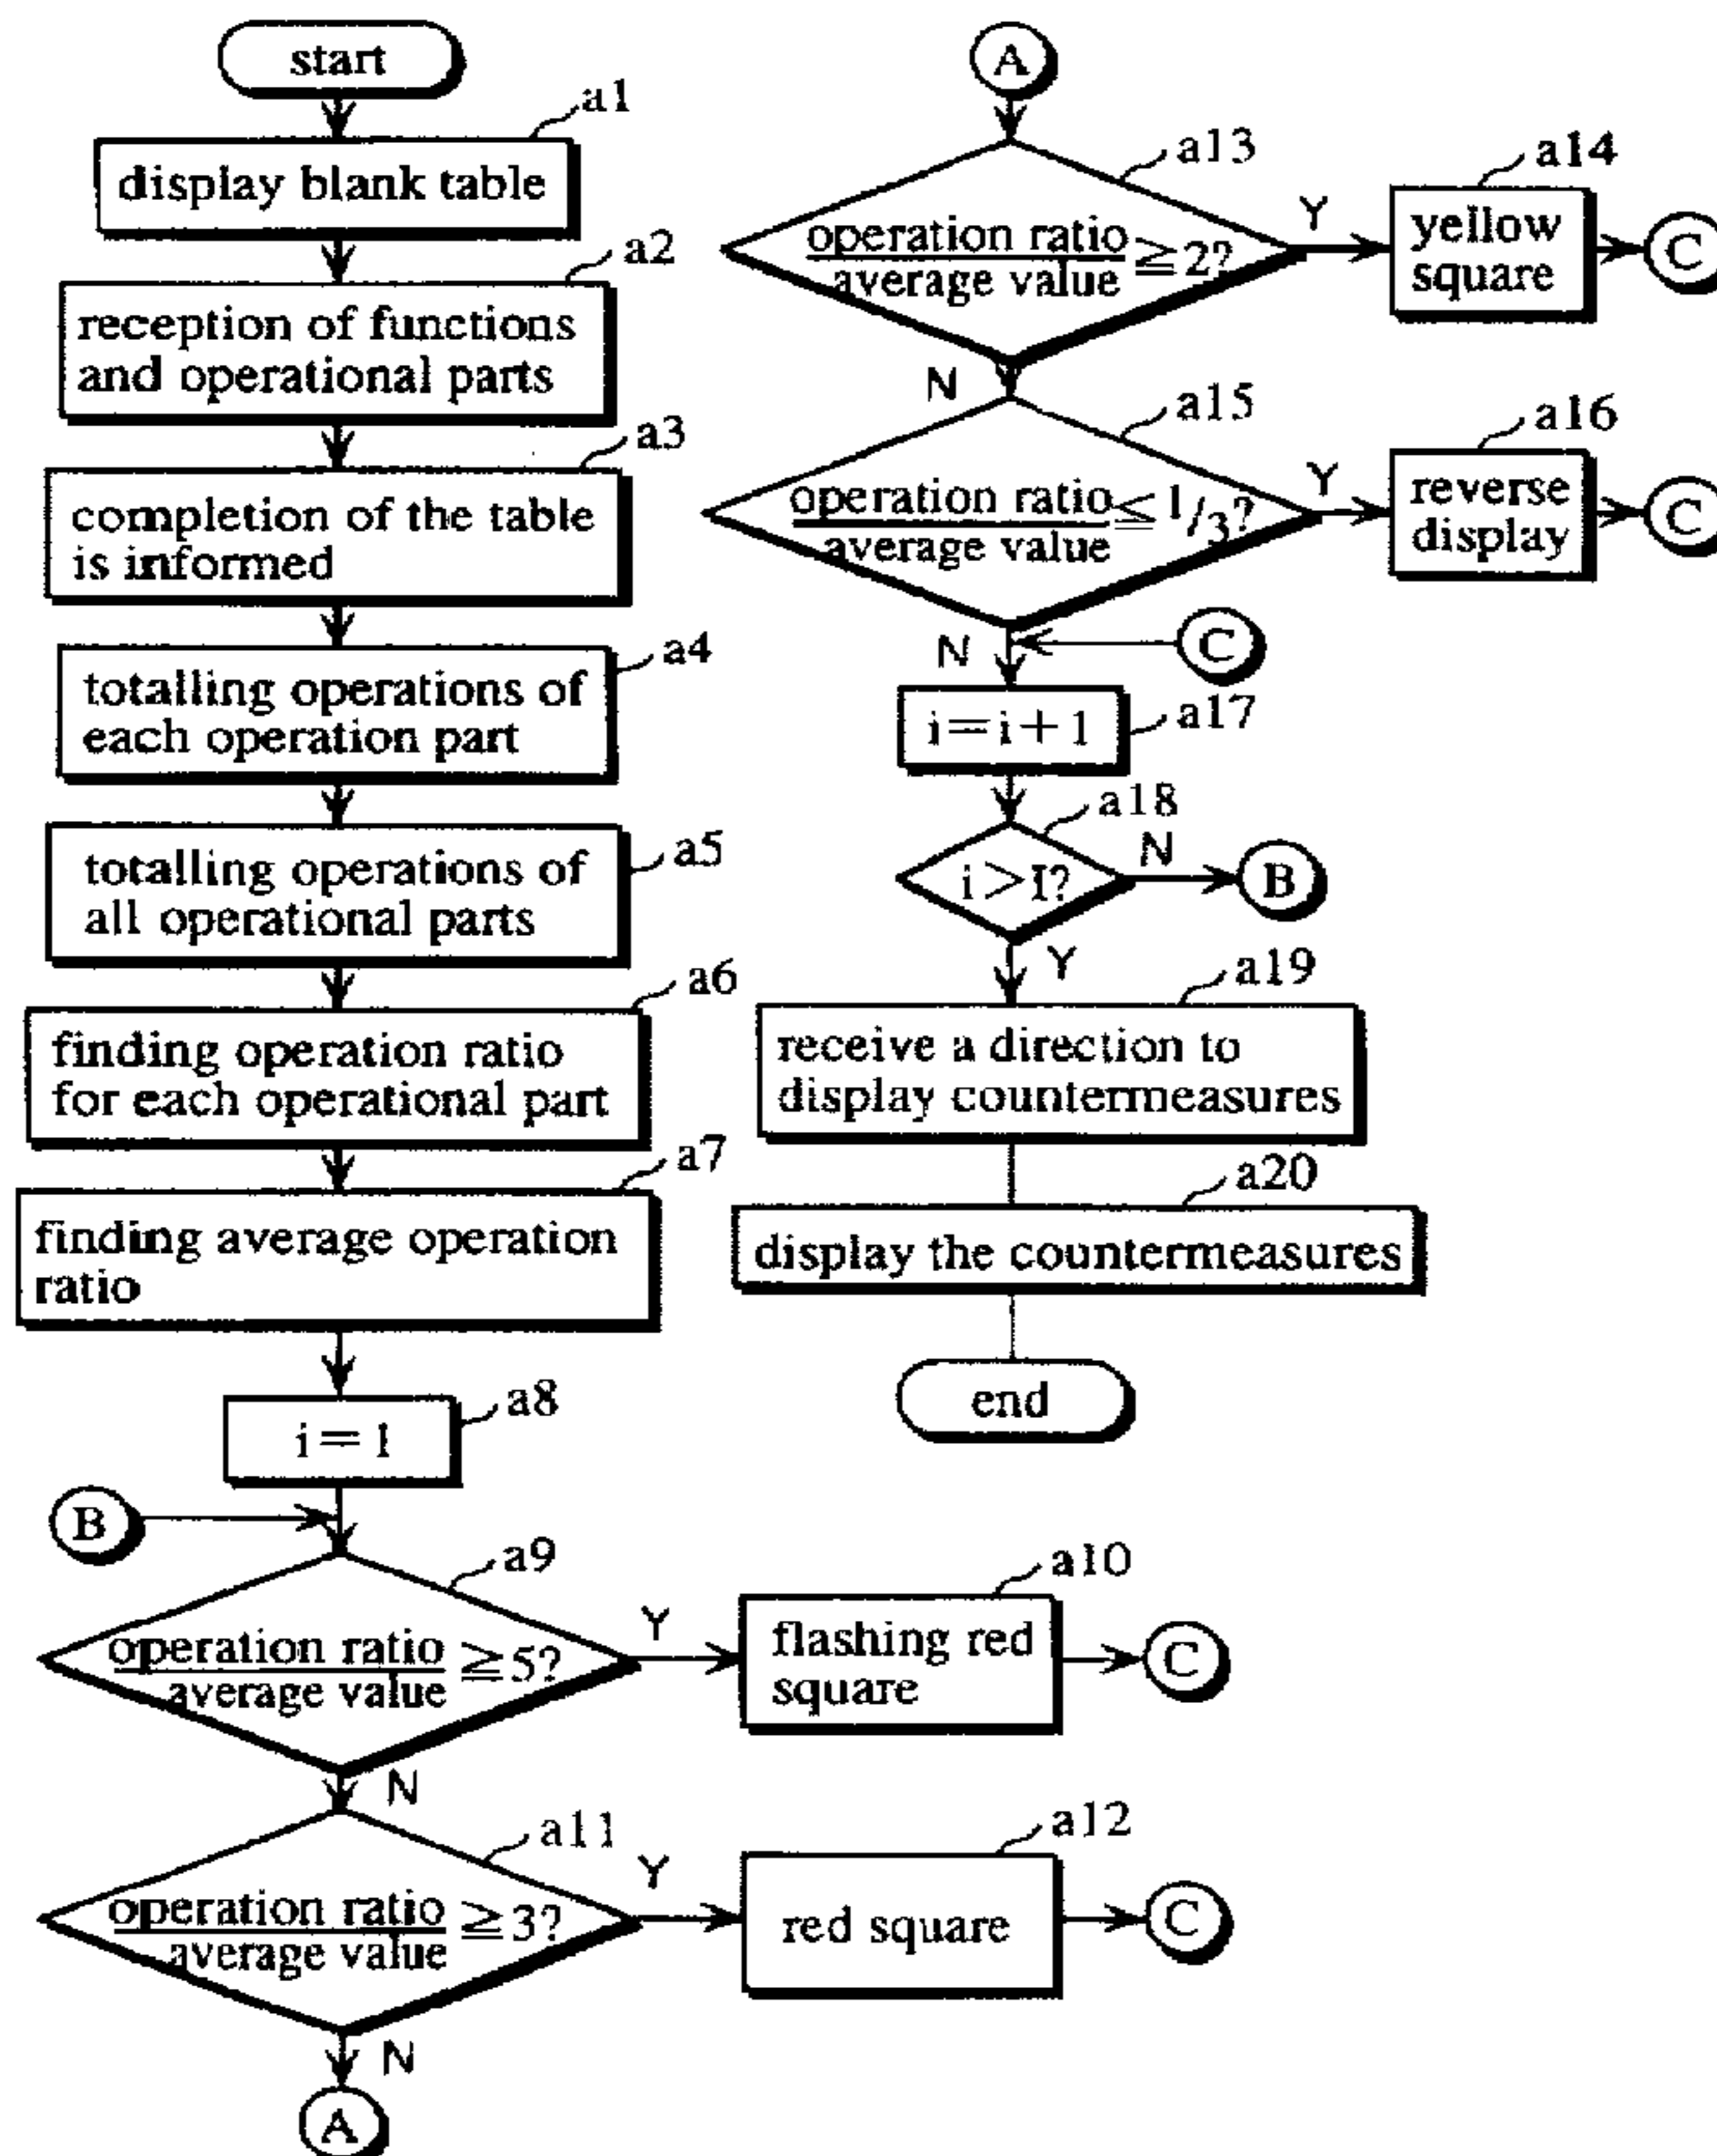 start
a1
display blank table
a2
reception of functions
and operational parts
a3
completion of the table
is informed
a4
totalling operations of
each operation part
a5
totalling operations of
all operational parts
a6
finding operation ratio
for each operational part
a7
finding average operation
ratio
a8
i=1
B
a9
operation ratio
average value
≧5?
Y
a10
flashing red
square
C
N
a11
operation ratio
average value
≧3?
Y
a12
red square
C
N
A
A
a13
operation ratio
average value
≧2?
Y
a14
yellow
square
C
N
a15
operation ratio
average value
≦1/3?
Y
a16
reverse
display
C
N
C
i=i+1
a17
a18
i>I?
N
B
Y
a19
receive a direction to
display countermeasures
a20
display the countermeasures
end